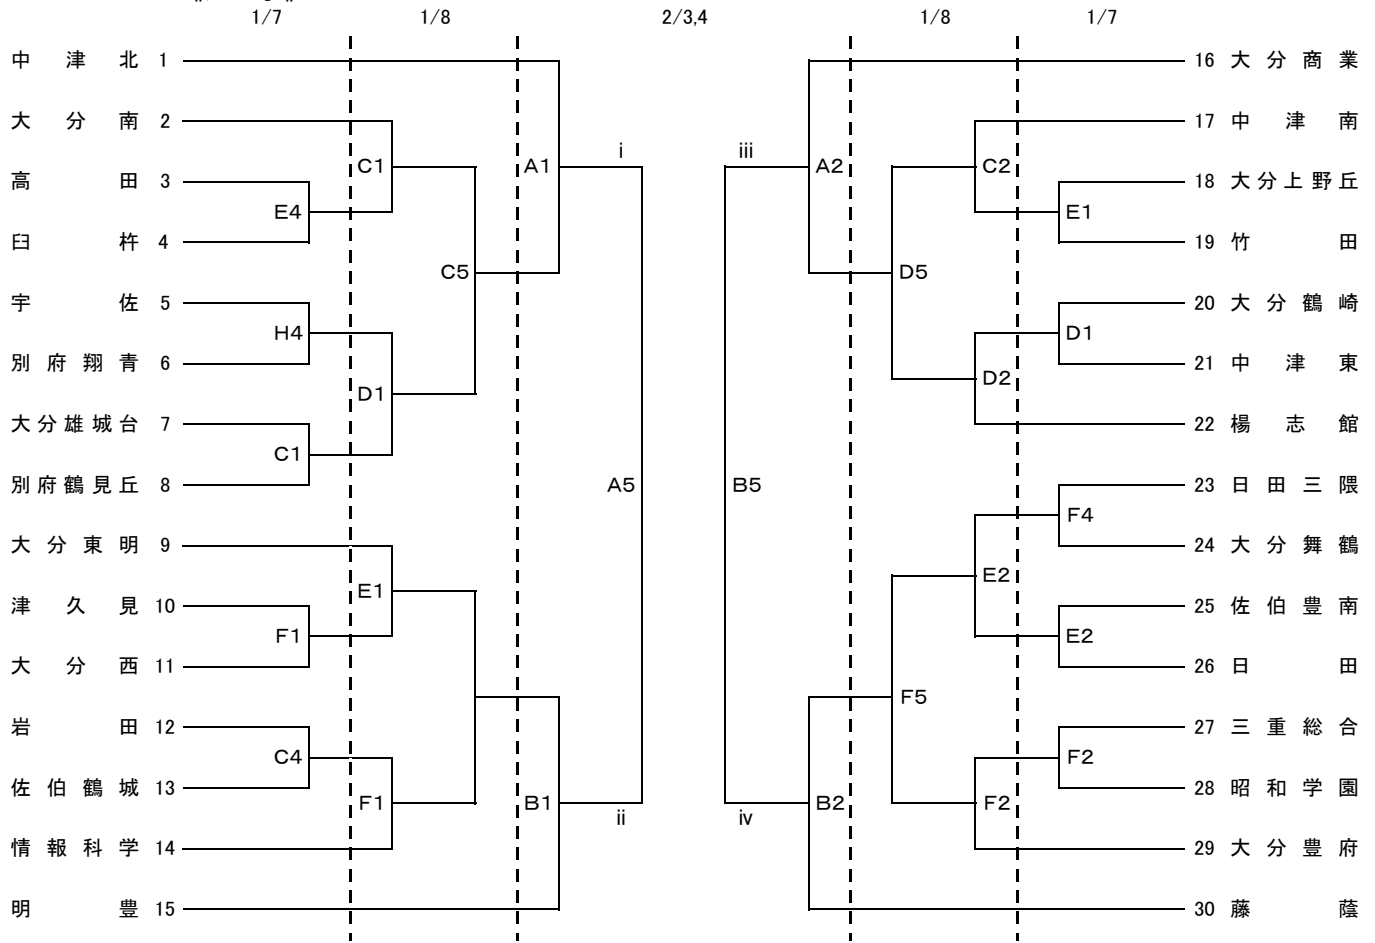 1/7 1/8 2/3,4 1/8 1/7
中津北 1
16 大分商業
大分南 2
17 中津南
i
iii
C1
A1
A2
C2
高田 3
18 大分上野丘
E4
E1
臼杵 4
19 竹田
C5
D5
宇佐 5
20 大分鶴崎
H4
D1
別府翔青 6
21 中津東
D1
D2
大分雄城台 7
22 楊志館
C1
別府鶴見丘 8
A5
B5
23 日田三隈
F4
大分東明 9
24 大分舞鶴
E1
E2
津久見 10
25 佐伯豊南
F1
E2
大分西 11
26 日田
F5
岩田 12
27 三重総合
C4
F2
佐伯鶴城 13
28 昭和学園
F1
B1
B2
F2
ii
iv
情報科学 14
29 大分豊府
明豊 15
30 藤蔭